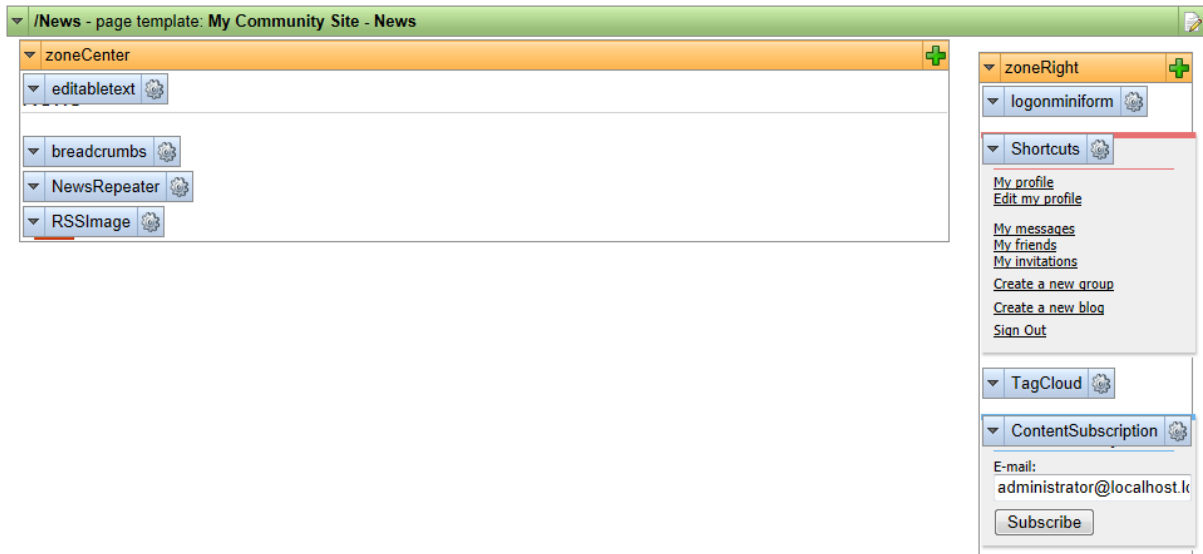 /News - page template: My Community Site - News
zoneCenter
editabletext
breadcrumbs
NewsRepeater
RSSImage
zoneRight
logonminiform
Shortcuts
My profile
Edit my profile
My messages
My friends
My invitations
Create a new group
Create a new blog
Sign Out
TagCloud
ContentSubscription
E-mail:
administrator@localhost.lo
Subscribe